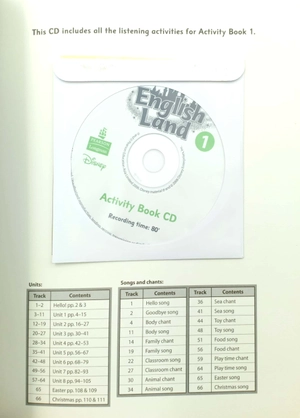 This CD includes all the listening activities for Activity Book 1.
English
Land
1
Disney
Activity Book CD
Recording time: 80'
Units:
Track Contents
1–2 Hello! pp. 2 & 3
3–11 Unit 1 pp. 4–15
12–19 Unit 2 pp. 16–27
20–27 Unit 3 pp. 30–41
28–34 Unit 4 pp. 42–53
35–41 Unit 5 pp. 56–67
42–48 Unit 6 pp. 68–79
49–56 Unit 7 pp. 82–93
57–64 Unit 8 pp. 94–105
65 Easter pp. 108 & 109
66 Christmas pp. 110 & 111
Songs and chants:
Track Contents
1 Hello song
2 Goodbye song
4 Body chant
11 Body song
14 Family chant
19 Family song
22 Classroom chant
27 Classroom song
30 Animal chant
34 Animal song
Track Contents
36 Sea chant
41 Sea song
44 Toy chant
48 Toy song
51 Food song
56 Food chant
59 Play time chant
64 Play time song
65 Easter song
66 Christmas song